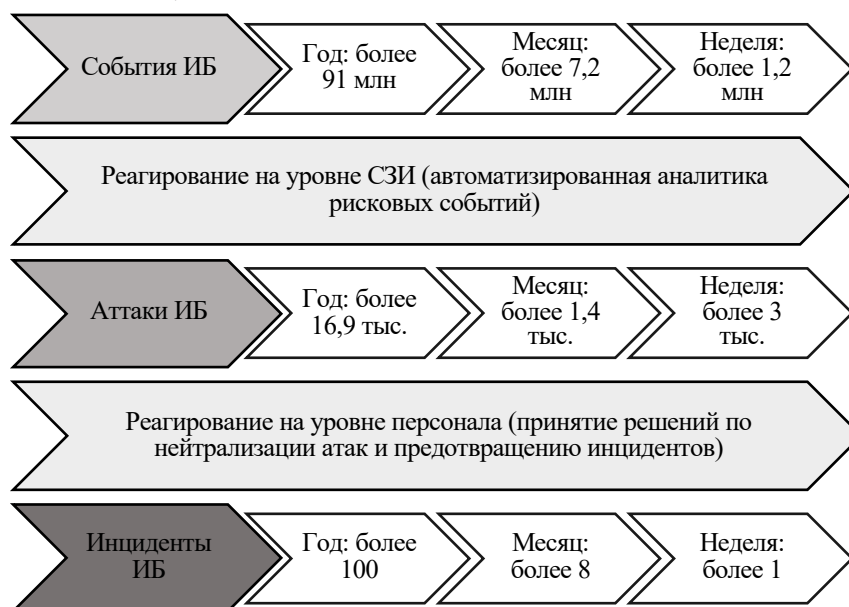 События ИБ
Год: более
91 млн
Месяц:
более 7,2
млн
Неделя:
более 1,2
млн
Реагирование на уровне СЗИ (автоматизированная аналитика
рисковых событий)
Аттаки ИБ
Год: более
16,9 тыс.
Месяц:
более 1,4
тыс.
Неделя:
более 3
тыс.
Реагирование на уровне персонала (принятие решений по
нейтрализации атак и предотвращению инцидентов)
Инциденты
ИБ
Год: более
100
Месяц:
более 8
Неделя:
более 1